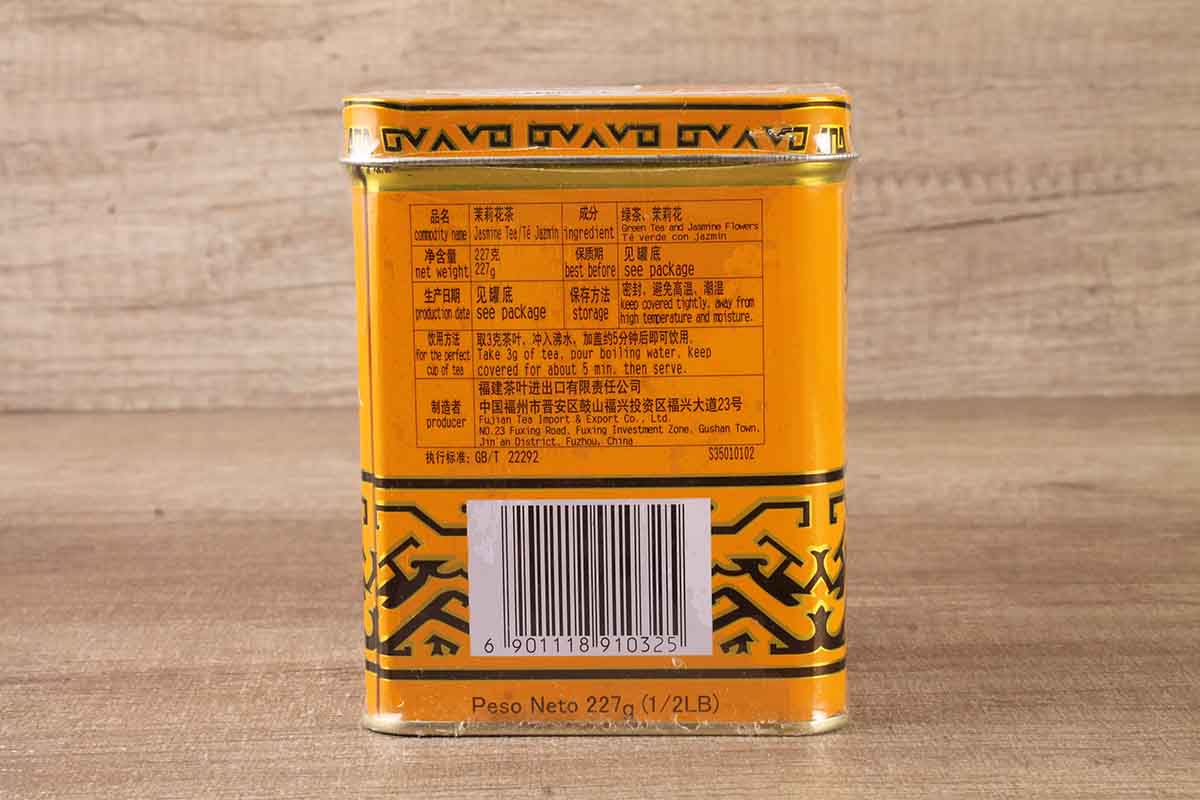 品名
commodity name
茉莉花茶
Jasmine Tea/Té Jazmin
成分
ingredient
绿茶、茉莉花
Green Tea and Jasmine Flowers
Té verde con Jazmin
净含量
net weight
227克
227g
保质期
best before
见罐底
see package
生产日期
production date
见罐底
see package
保存方法
storage
密封、避免高温、潮湿
Keep covered tightly, away from
high temperature and moisture.
饮用方法
for the perfect
cup of tea
取3克茶叶，冲入沸水，加盖约5分钟后即可饮用。
Take 3g of tea, pour boiling water, keep
covered for about 5 min, then serve.
制造者
producer
福建茶叶进出口有限责任公司
中国福州市晋安区鼓山福兴投资区福兴大道23号
Fujian Tea Import & Export Co., Ltd.
NO.23 Fuxing Road, Fuxing Investment Zone, Gushan Town,
Jin'an District, Fuzhou, China
执行标准：GB/T 22292
S35010102
6 901118 910325
Peso Neto 227g (1/2LB)